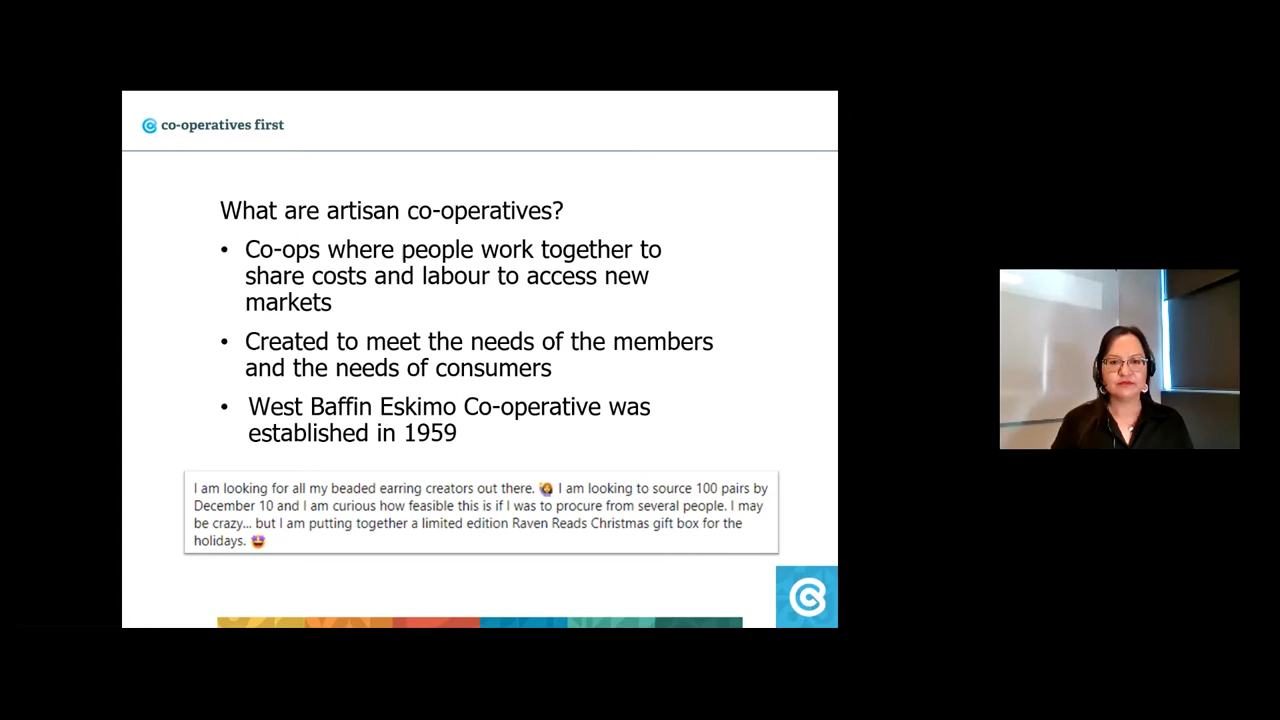 co-operatives first
What are artisan co-operatives?
• Co-ops where people work together to
share costs and labour to access new
markets
• Created to meet the needs of the members
and the needs of consumers
• West Baffin Eskimo Co-operative was
established in 1959
I am looking for all my beaded earring creators out there. 🙋 I am looking to source 100 pairs by
December 10 and I am curious how feasible this is if I was to procure from several people. I may
be crazy... but I am putting together a limited edition Raven Reads Christmas gift box for the
holidays. 🤩